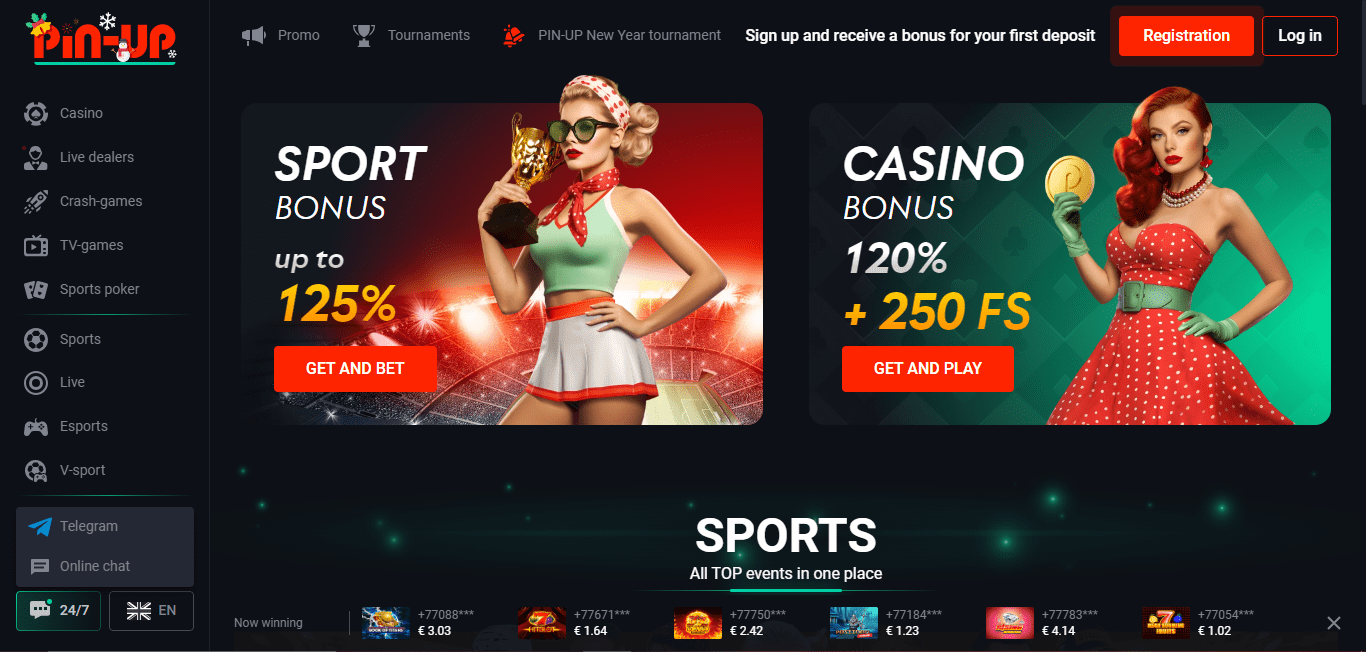 PiN-UP
Promo
Tournaments
PIN-UP New Year tournament
Sign up and receive a bonus for your first deposit
Registration
Log in
Casino
Live dealers
Crash-games
TV-games
Sports poker
Sports
Live
Esports
V-sport
Telegram
Online chat
24/7
EN
SPORT
BONUS
up to
125%
GET AND BET
CASINO
BONUS
120%
+ 250 FS
GET AND PLAY
SPORTS
All TOP events in one place
Now winning
+77088***
€ 3.03
+77671***
€ 1.64
+77750***
€ 2.42
+77184***
€ 1.23
+77783***
€ 4.14
+77054***
€ 1.02